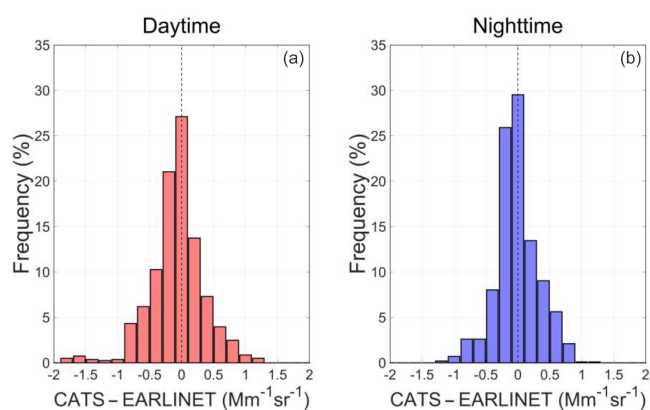 Daytime
(a)
Frequency (%)
35
30
25
20
15
10
5
0
-2 -1.5 -1 -0.5 0 0.5 1 1.5 2
CATS – EARLINET (Mm⁻¹sr⁻¹)
Nighttime
(b)
Frequency (%)
35
30
25
20
15
10
5
0
-2 -1.5 -1 -0.5 0 0.5 1 1.5 2
CATS – EARLINET (Mm⁻¹sr⁻¹)